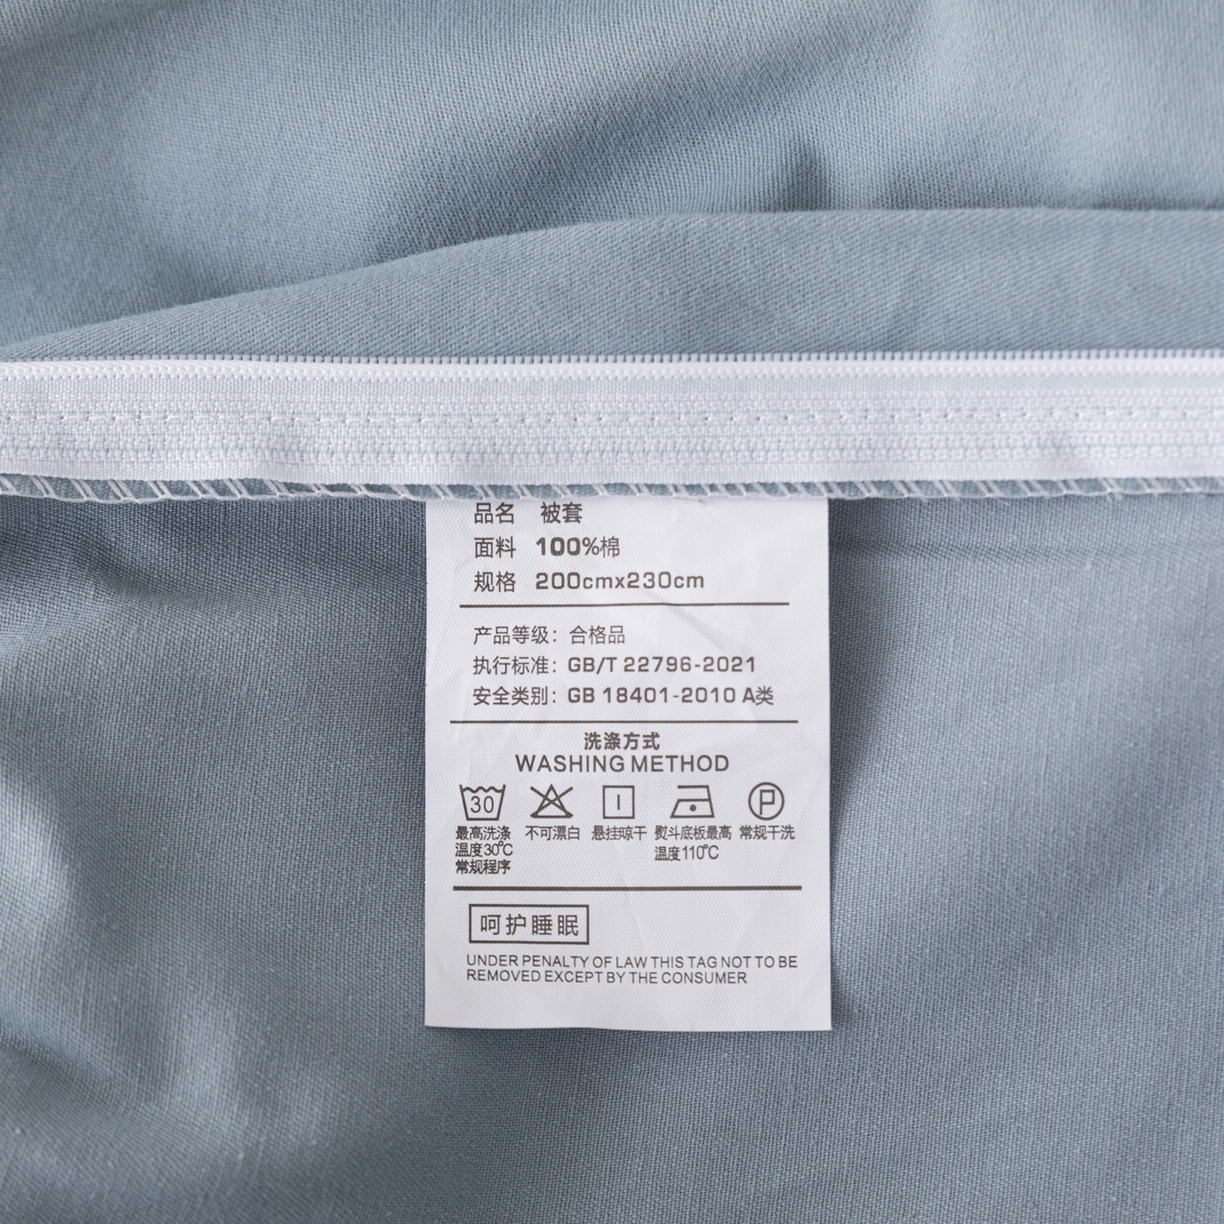 品名 被套
面料 100%棉
规格 200cmx230cm
产品等级：合格品
执行标准：GB/T 22796-2021
安全类别：GB 18401-2010 A类
洗涤方式
WASHING METHOD
30 P
最高洗涤 不可漂白 悬挂晾干 熨斗底板最高 常规干洗
温度30℃ 温度110℃
常规程序
呵护睡眠
UNDER PENALTY OF LAW THIS TAG NOT TO BE
REMOVED EXCEPT BY THE CONSUMER